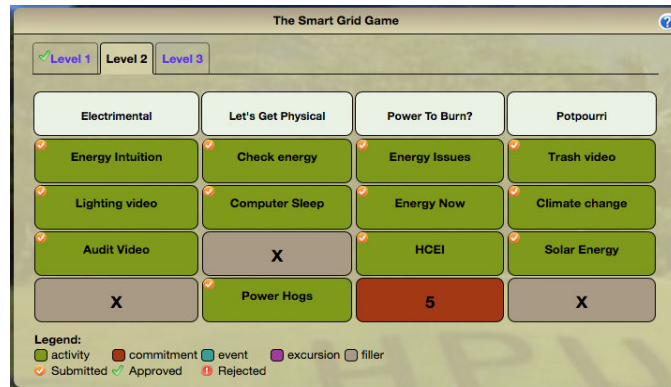 The Smart Grid Game
?
Level 1 Level 2 Level 3
Electrimental Let's Get Physical Power To Burn? Potpourri
Energy Intuition Check energy Energy Issues Trash video
Lighting video Computer Sleep Energy Now Climate change
Audit Video X HCEI Solar Energy
X Power Hogs 5 X
Legend:
activity commitment event excursion filler
Submitted Approved Rejected